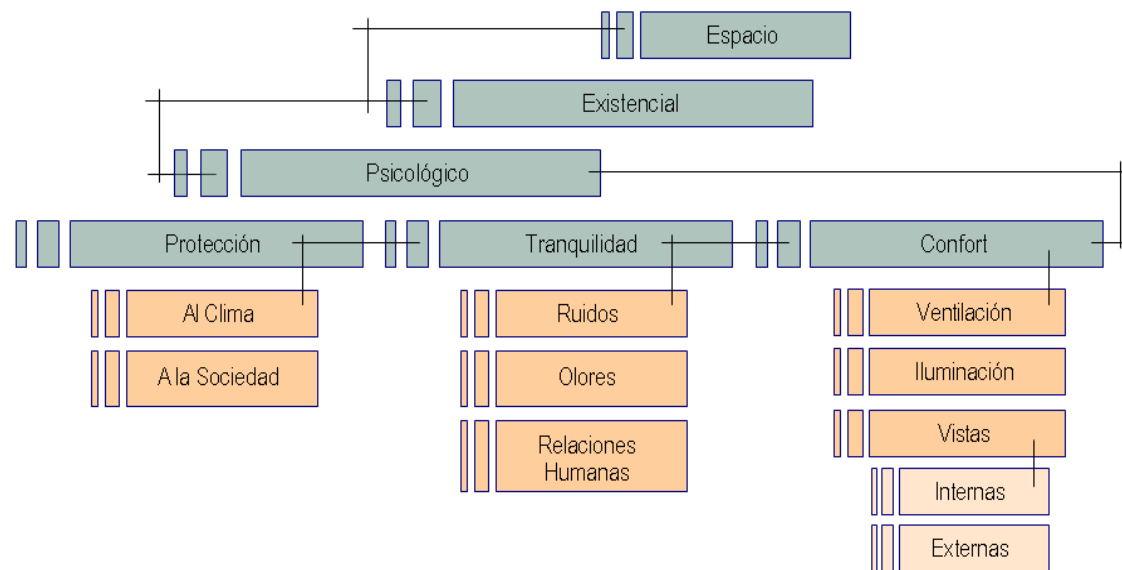 Espacio
Existencial
Psicológico
Protección
Tranquilidad
Confort
Al Clima
A la Sociedad
Ruidos
Olores
Relaciones
Humanas
Ventilación
Iluminación
Vistas
Internas
Externas